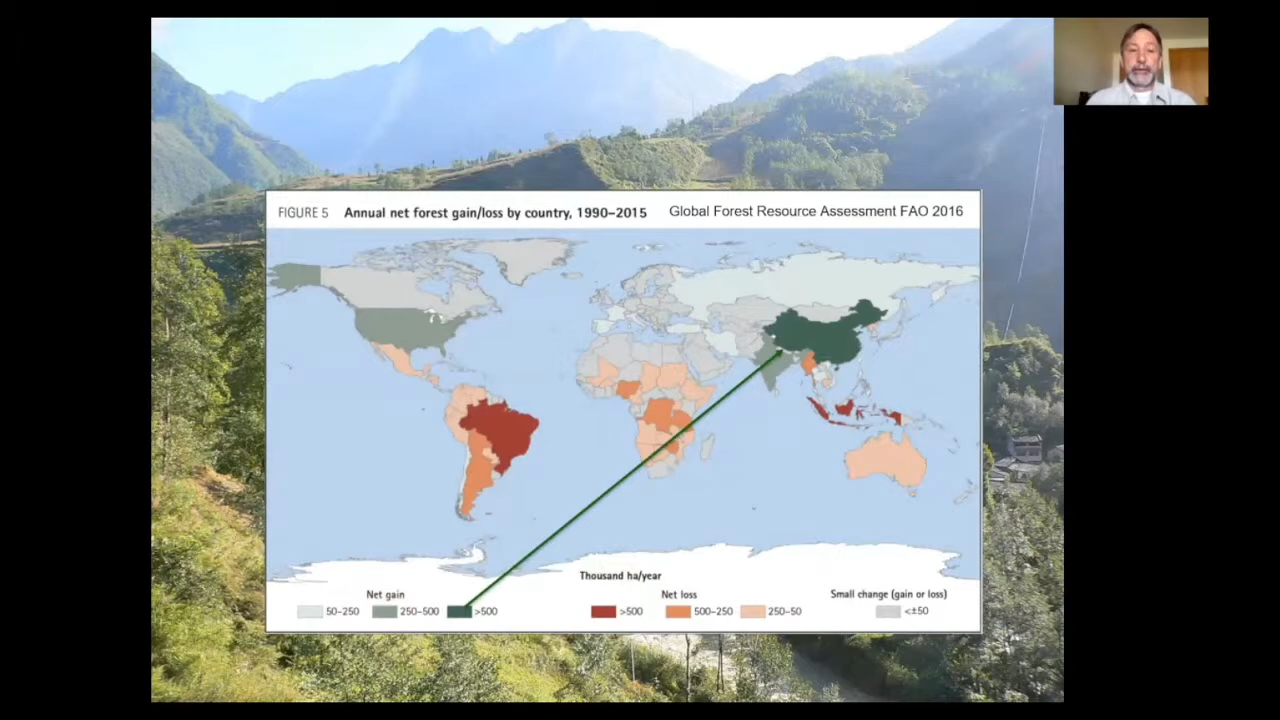 FIGURE 5 Annual net forest gain/loss by country, 1990–2015 Global Forest Resource Assessment FAO 2016
Thousand ha/year
Net gain Net loss Small change (gain or loss)
50–250 250–500 >500 >500 500–250 250–50 <±50